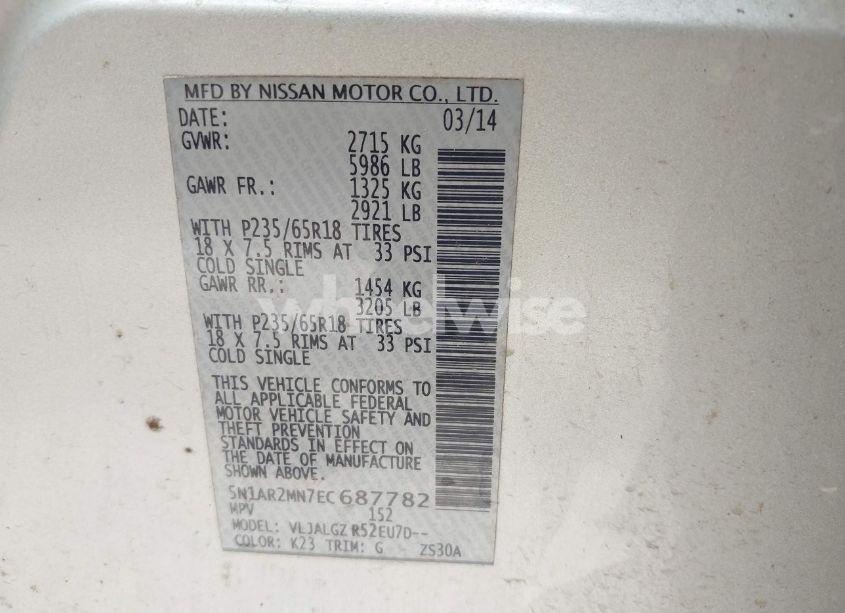 MFD BY NISSAN MOTOR CO., LTD.
DATE: 03/14
GVWR: 2715 KG
5986 LB
GAWR FR.: 1325 KG
2921 LB
WITH P235/65R18 TIRES
18 X 7.5 RIMS AT 33 PSI
COLD SINGLE
GAWR RR.: 1454 KG
3205 LB
WITH P235/65R18 TIRES
18 X 7.5 RIMS AT 33 PSI
COLD SINGLE
THIS VEHICLE CONFORMS TO
ALL APPLICABLE FEDERAL
MOTOR VEHICLE SAFETY AND
THEFT PREVENTION
STANDARDS IN EFFECT ON
THE DATE OF MANUFACTURE
SHOWN ABOVE.
5N1AR2MN7EC687782
MPV 152
MODEL: VLJALGZ R52EU7D--
COLOR: K23 TRIM: G ZS30A
wheelwise